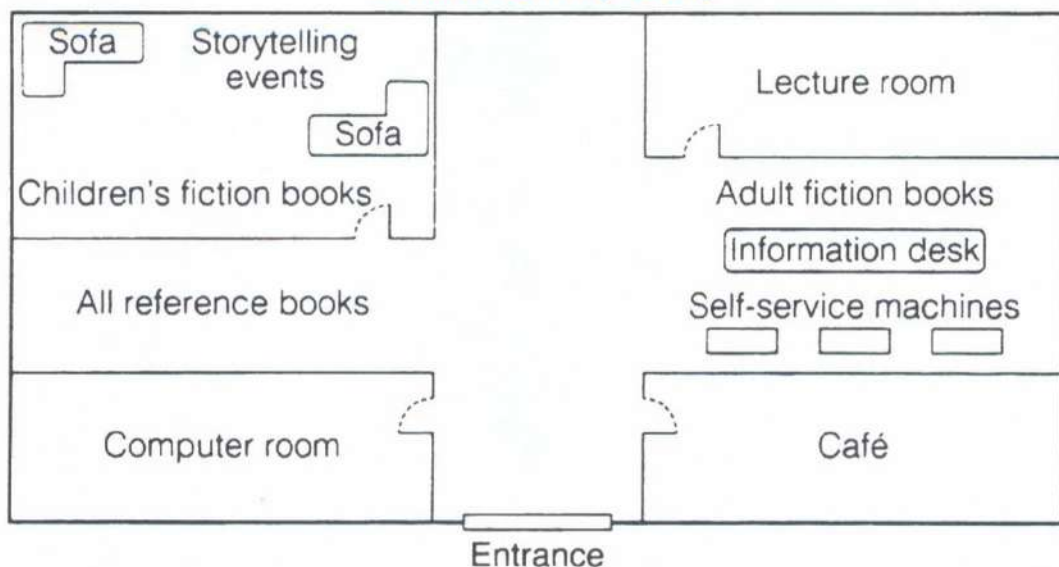 Sofa
Storytelling
events
Sofa
Children's fiction books
All reference books
Computer room
Lecture room
Adult fiction books
Information desk
Self-service machines
Café
Entrance